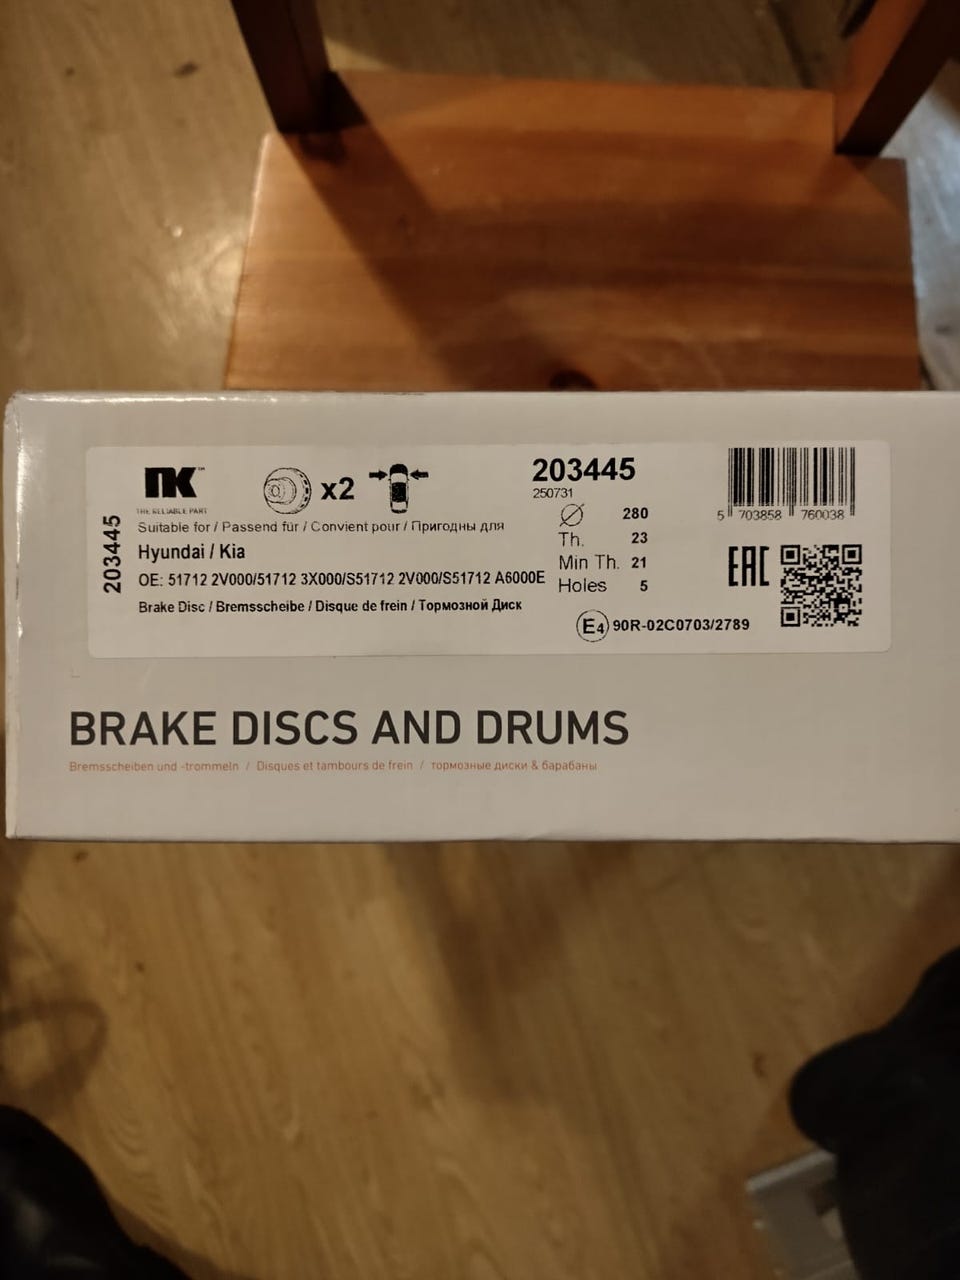 NK™
THE RELIABLE PART
x2
203445
250731
Ø 280
Th. 23
Min Th. 21
Holes 5
5 703858 760038
203445
Suitable for / Passend für / Convient pour / Пригодны для
Hyundai / Kia
OE: 51712 2V000/51712 3X000/S51712 2V000/S51712 A6000E
Brake Disc / Bremsscheibe / Disque de frein / Тормозной Диск
EAC
E4 90R-02C0703/2789
BRAKE DISCS AND DRUMS
Bremsscheiben und -trommeln / Disques et tambours de frein / тормозные диски & барабаны